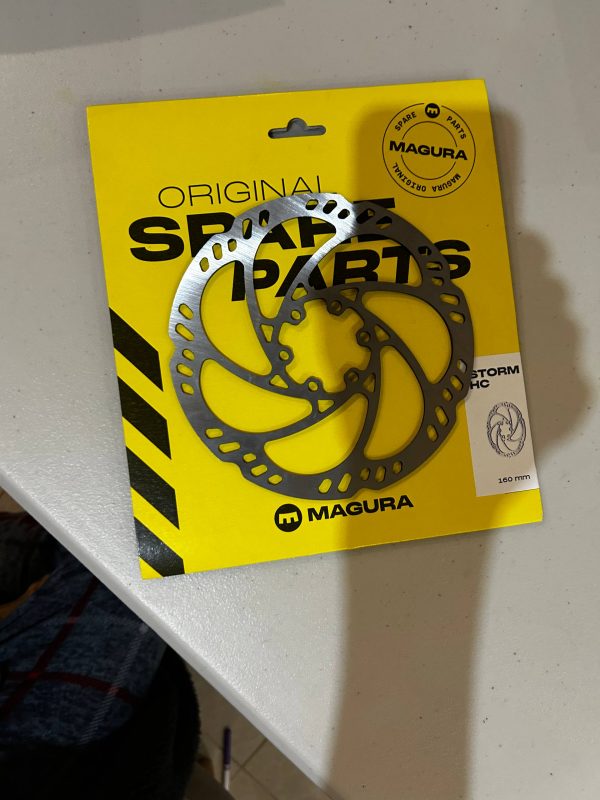 SPARE PARTS
MAGURA
MAGURA ORIGINAL
ORIGINAL
SPARE
PARTS
STORM
HC
160 mm
MAGURA